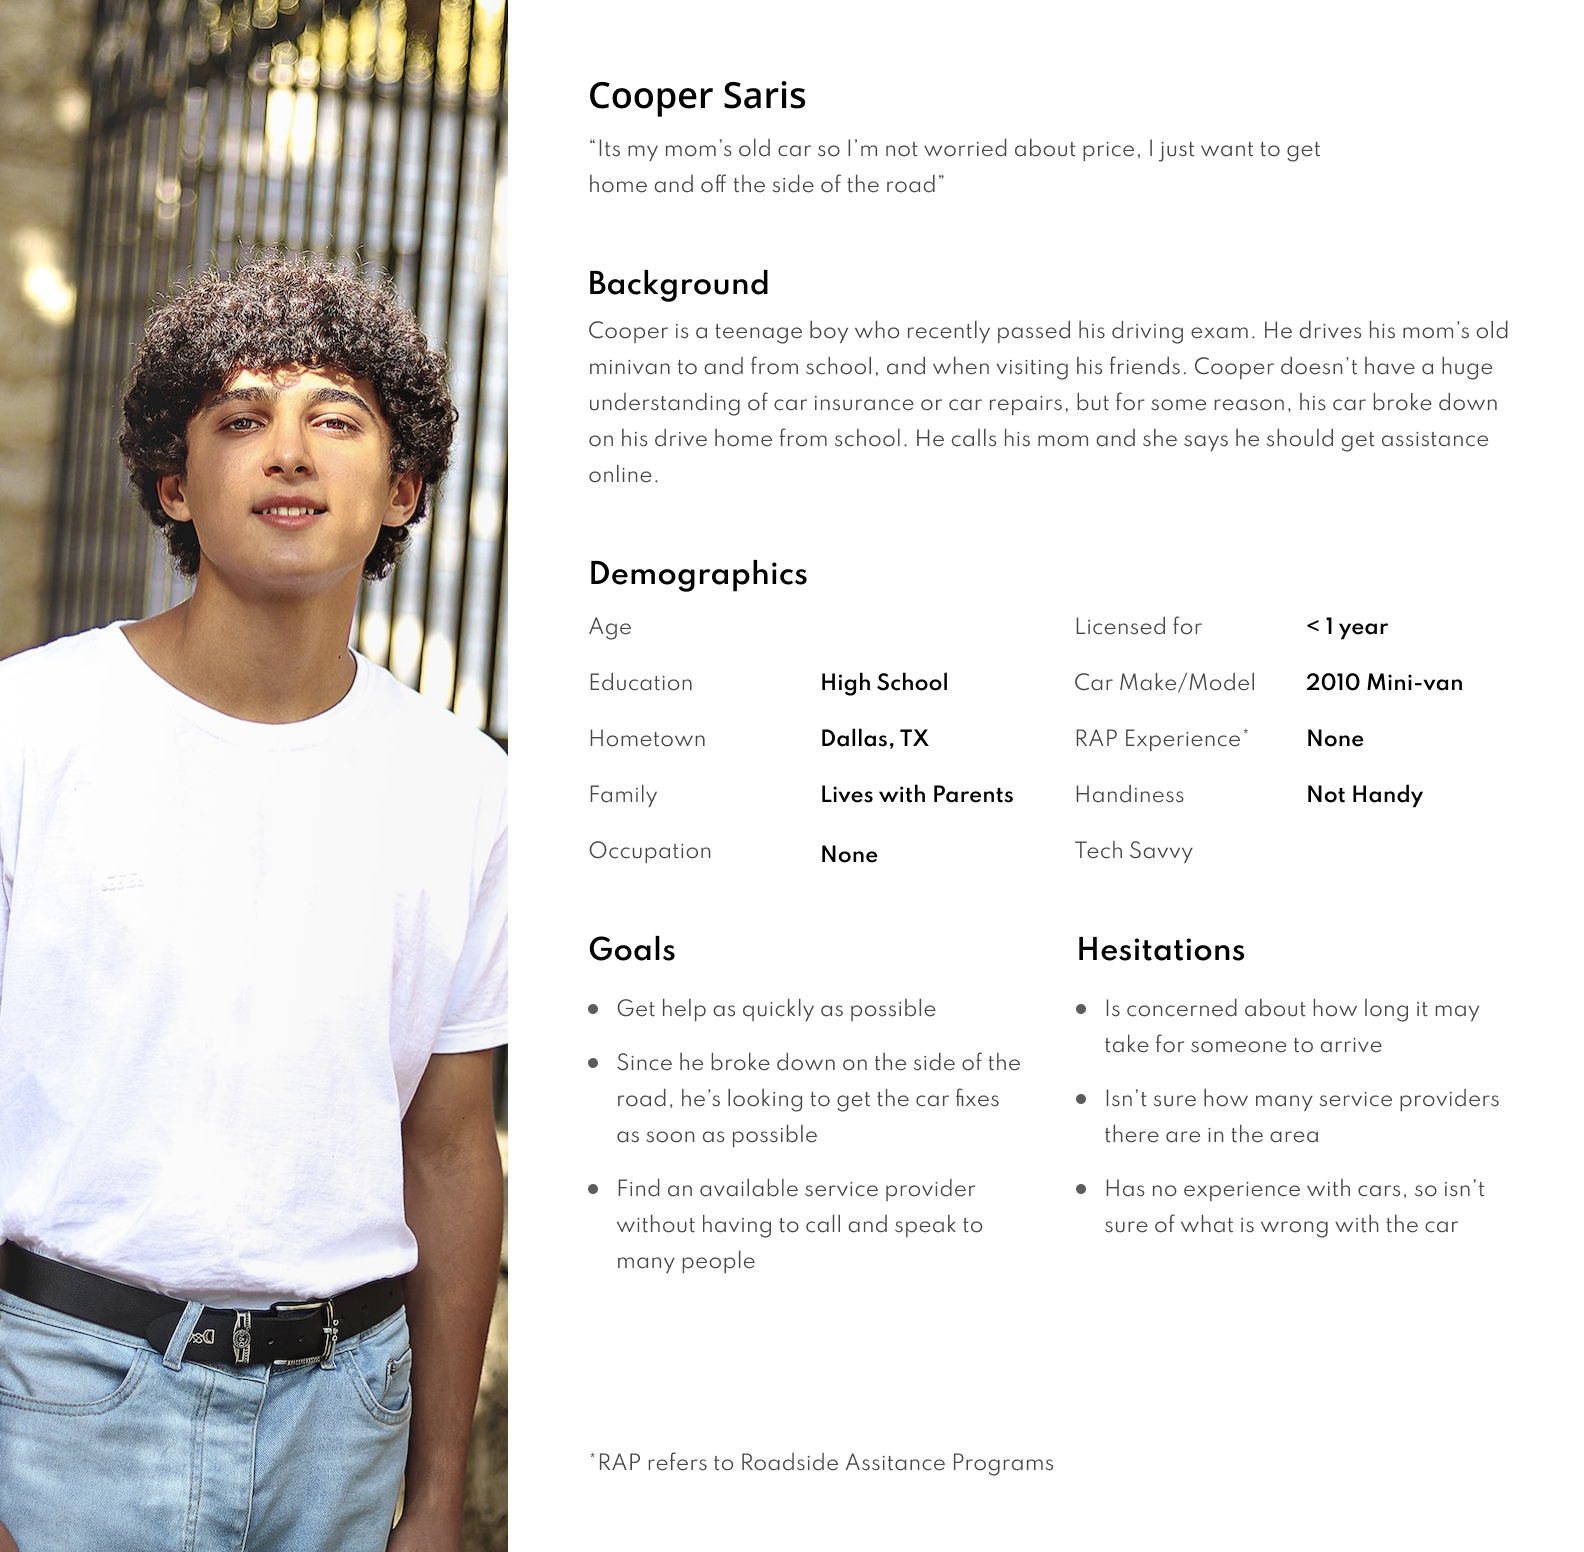 Cooper Saris
“Its my mom’s old car so I’m not worried about price, I just want to get
home and off the side of the road”
Background
Cooper is a teenage boy who recently passed his driving exam. He drives his mom’s old
minivan to and from school, and when visiting his friends. Cooper doesn’t have a huge
understanding of car insurance or car repairs, but for some reason, his car broke down
on his drive home from school. He calls his mom and she says he should get assistance
online.
Demographics
Age
Education High School
Hometown Dallas, TX
Family Lives with Parents
Occupation None
Licensed for < 1 year
Car Make/Model 2010 Mini-van
RAP Experience* None
Handiness Not Handy
Tech Savvy
Goals
Get help as quickly as possible
Since he broke down on the side of the
road, he’s looking to get the car fixes
as soon as possible
Find an available service provider
without having to call and speak to
many people
Hesitations
Is concerned about how long it may
take for someone to arrive
Isn’t sure how many service providers
there are in the area
Has no experience with cars, so isn’t
sure of what is wrong with the car
*RAP refers to Roadside Assitance Programs